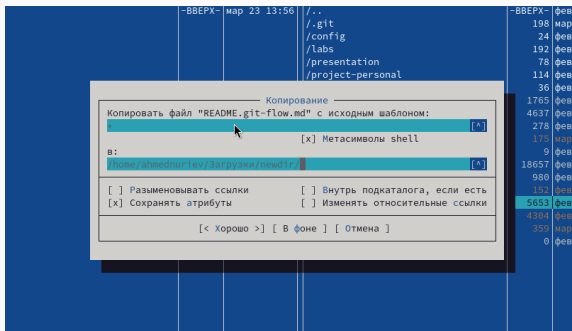 -ВВЕРХ- мар 23 13:56 /.. -ВВЕРХ- фев
/.git 198 мар
/config 24 фев
/labs 192 фев
/presentation 78 фев
/project-personal 114 фев
36 фев
Копирование 1765 фев
Копировать файл "README.git-flow.md" с исходным шаблоном: 4637 фев
* [^] 278 фев
[x] Метасимволы shell 175 мар
в: 9 фев
/home/ahmednuriev/Загрузки/newdir/ [^] 18657 фев
980 фев
[ ] Разыменовывать ссылки [ ] Внутрь подкаталога, если есть 152 фев
[x] Сохранять атрибуты [ ] Изменять относительные ссылки 5653 фев
4304 фев
[< Хорошо >] [ В фоне ] [ Отмена ] 359 мар
0 фев